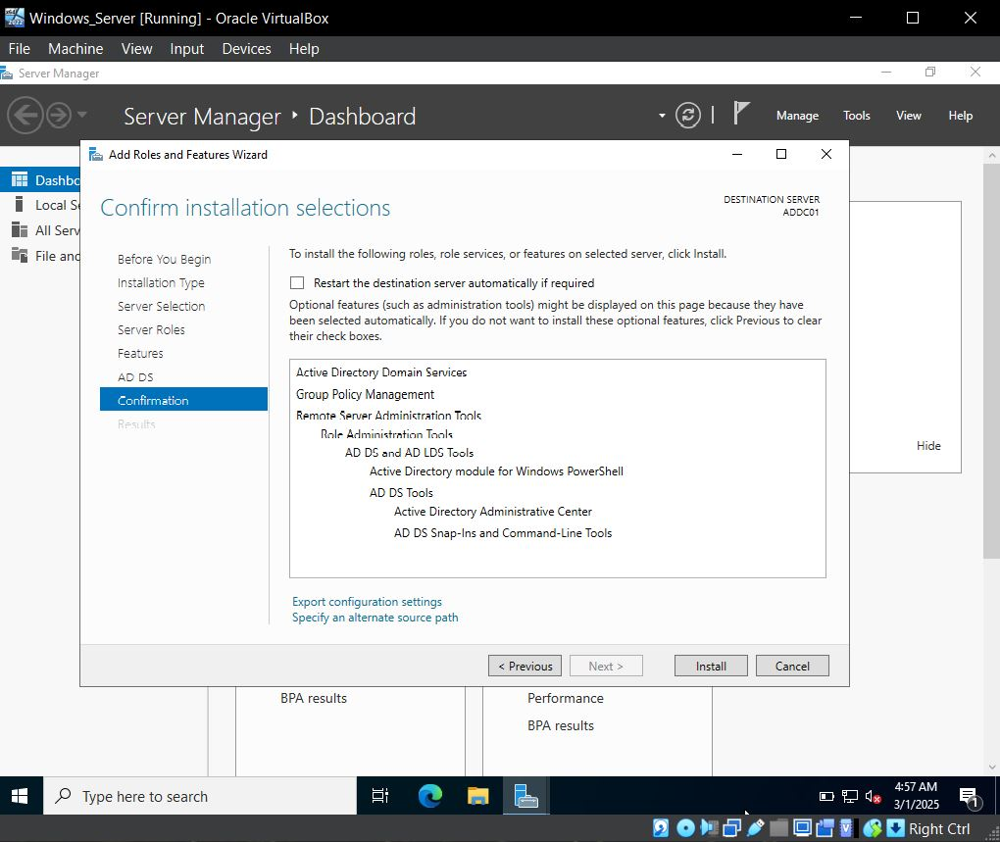 Windows_Server [Running] - Oracle VirtualBox
File Machine View Input Devices Help
Server Manager
Server Manager Dashboard
Manage Tools View Help
Add Roles and Features Wizard
Dashbo
Local Se
All Serv
File and
Confirm installation selections
DESTINATION SERVER
ADDC01
Before You Begin
Installation Type
Server Selection
Server Roles
Features
AD DS
Confirmation
Results
To install the following roles, role services, or features on selected server, click Install.
Restart the destination server automatically if required
Optional features (such as administration tools) might be displayed on this page because they have
been selected automatically. If you do not want to install these optional features, click Previous to clear
their check boxes.
Active Directory Domain Services
Group Policy Management
Remote Server Administration Tools
Role Administration Tools
AD DS and AD LDS Tools
Active Directory module for Windows PowerShell
AD DS Tools
Active Directory Administrative Center
AD DS Snap-Ins and Command-Line Tools
Hide
Export configuration settings
Specify an alternate source path
< Previous Next > Install Cancel
BPA results
Performance
BPA results
Type here to search
4:57 AM
3/1/2025
1
Right Ctrl